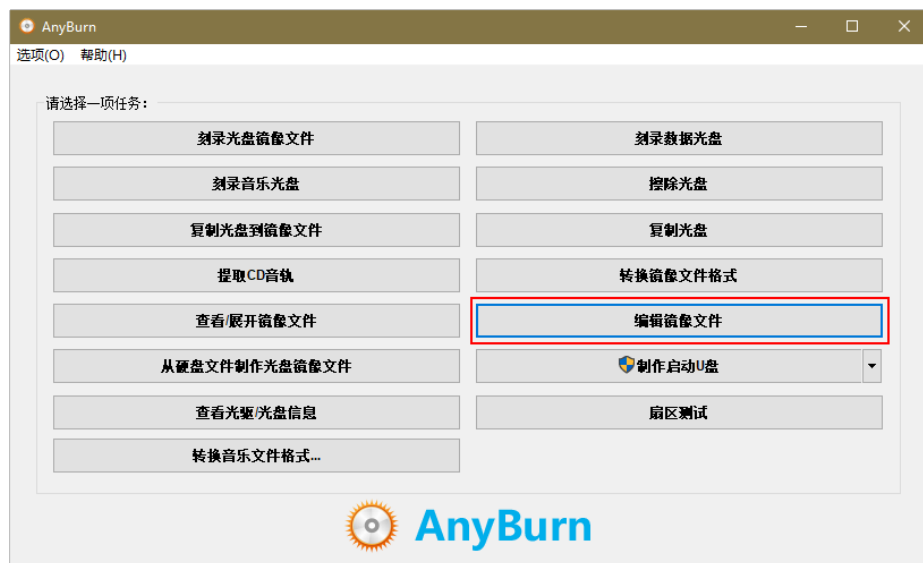 AnyBurn
选项(O) 帮助(H)
请选择一项任务：
刻录光盘镜像文件 刻录数据光盘
刻录音乐光盘 擦除光盘
复制光盘到镜像文件 复制光盘
提取CD音轨 转换镜像文件格式
查看/展开镜像文件 编辑镜像文件
从硬盘文件制作光盘镜像文件 制作启动U盘
查看光驱/光盘信息 扇区测试
转换音乐文件格式...
AnyBurn